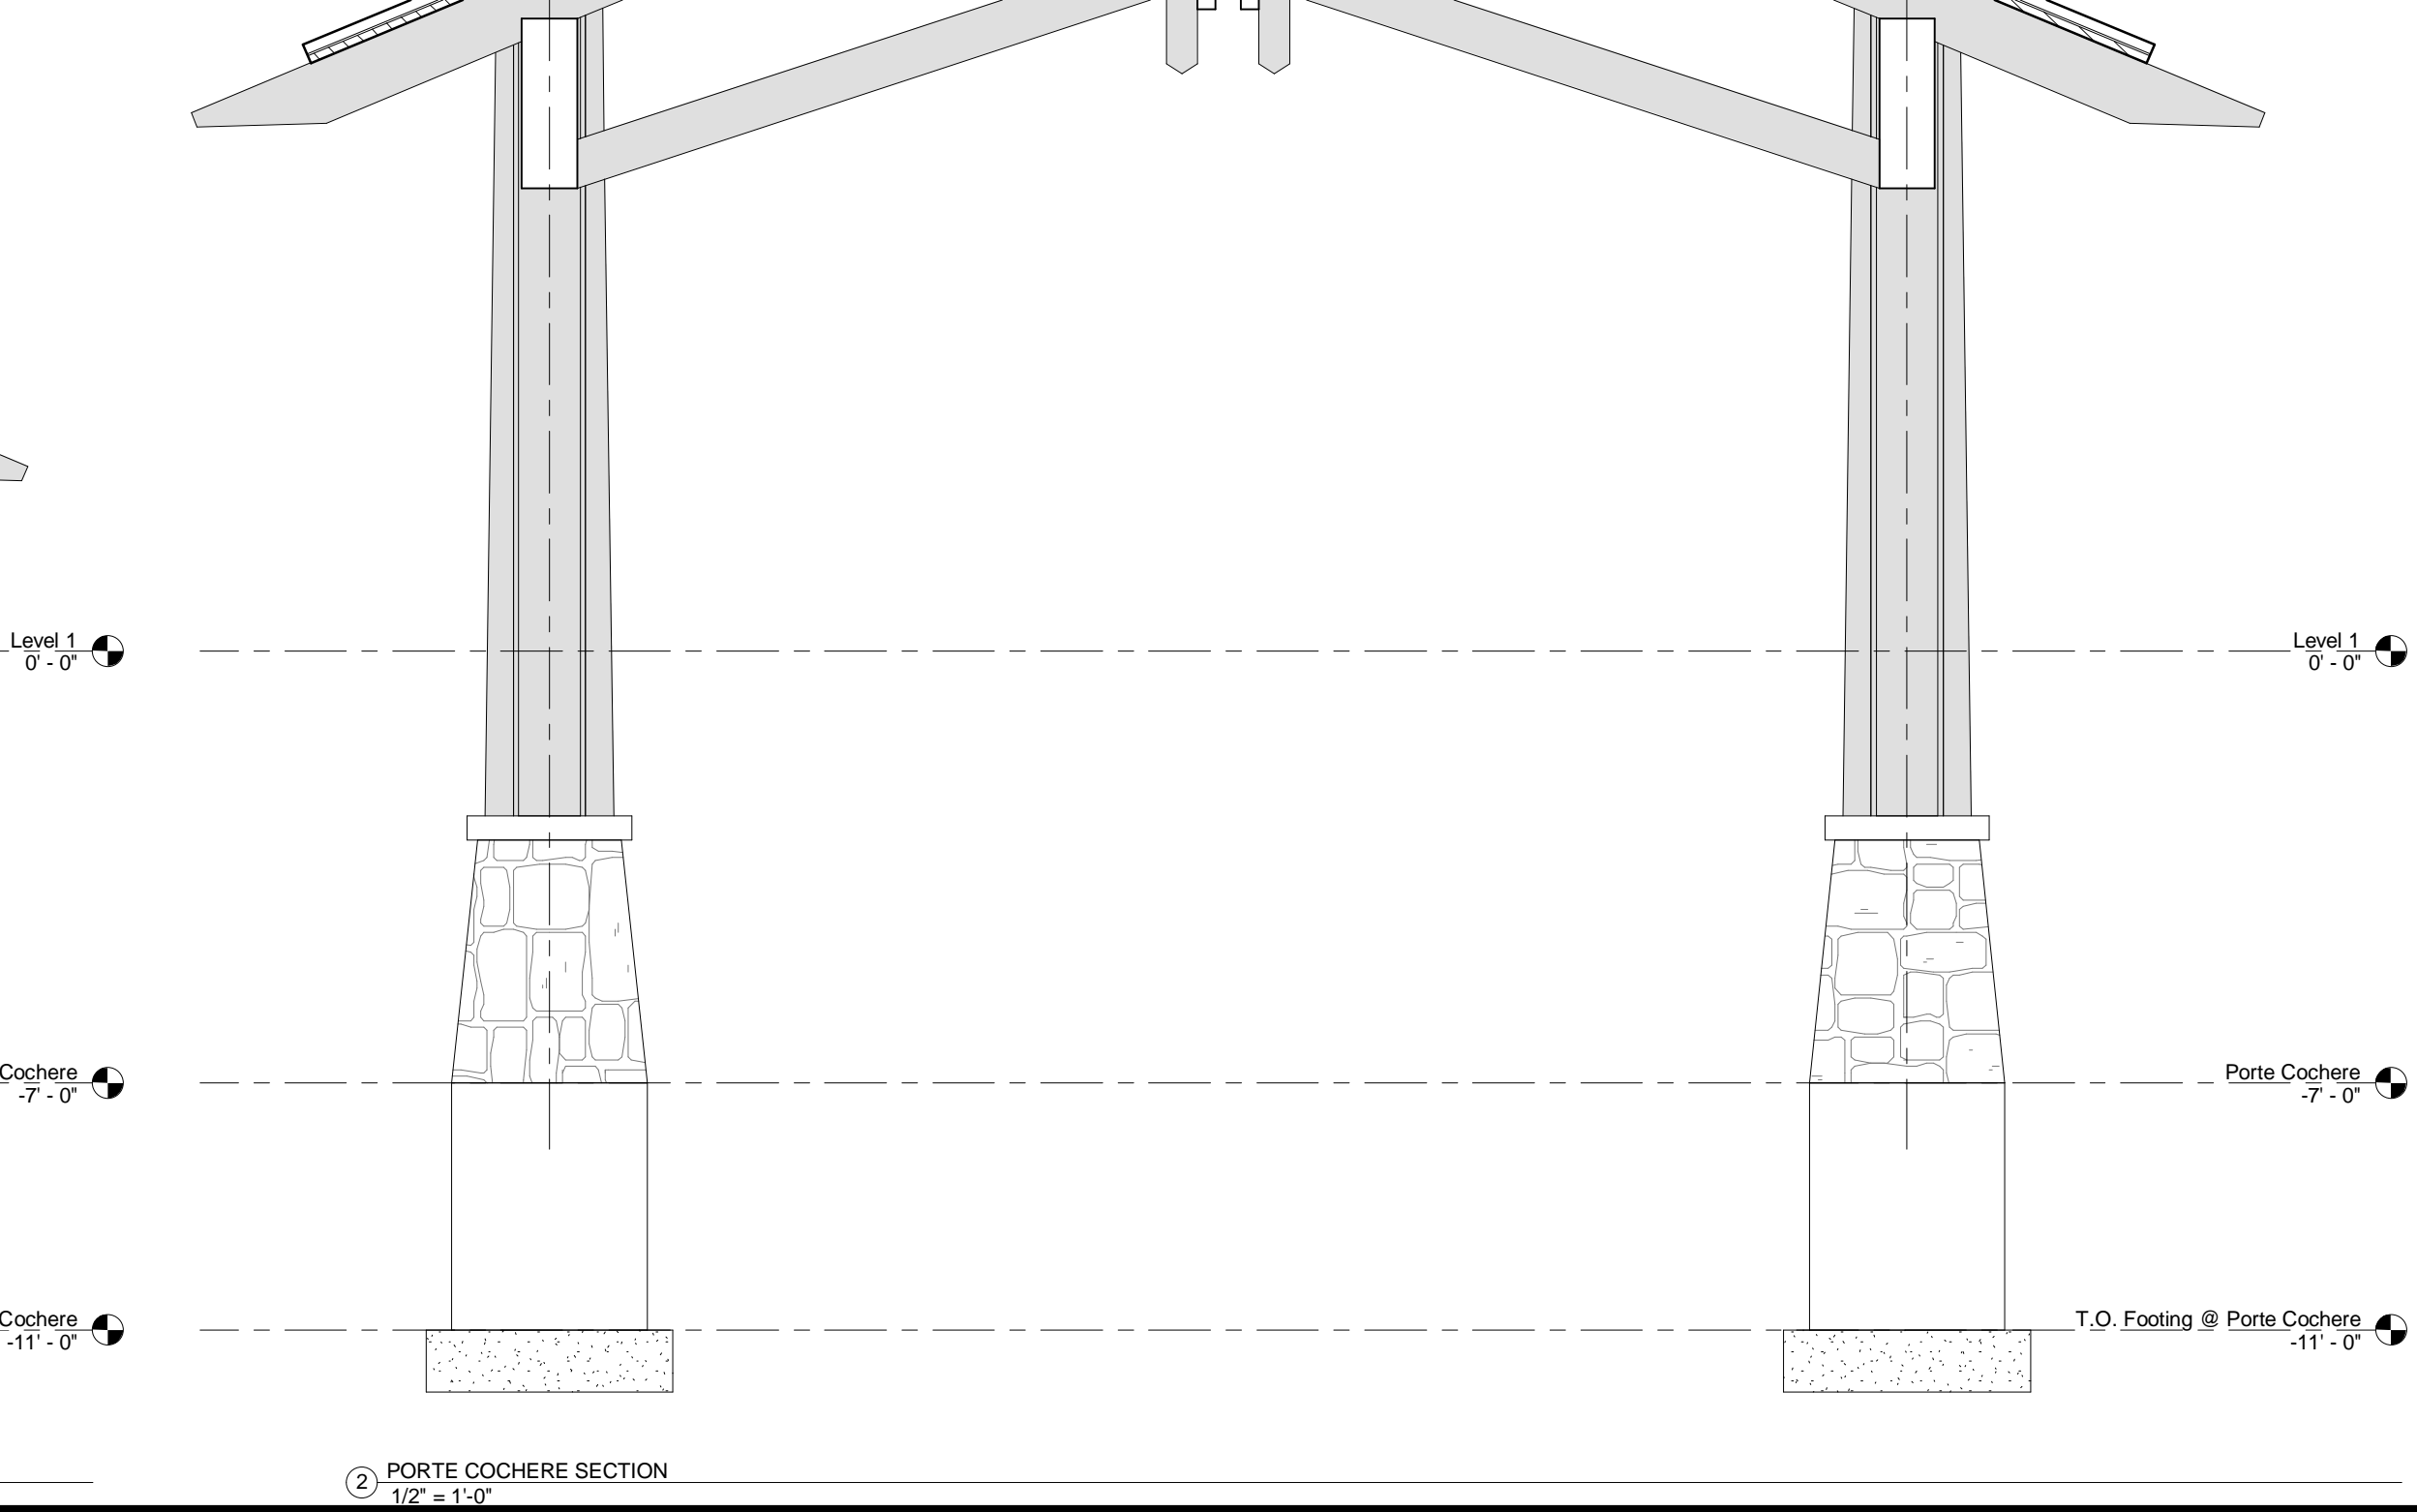 Level 1
0' - 0"
Level 1
0' - 0"
Cochere
-7' - 0"
Porte Cochere
-7' - 0"
Cochere
-11' - 0"
T.O. Footing @ Porte Cochere
-11' - 0"
2
PORTE COCHERE SECTION
1/2" = 1'-0"